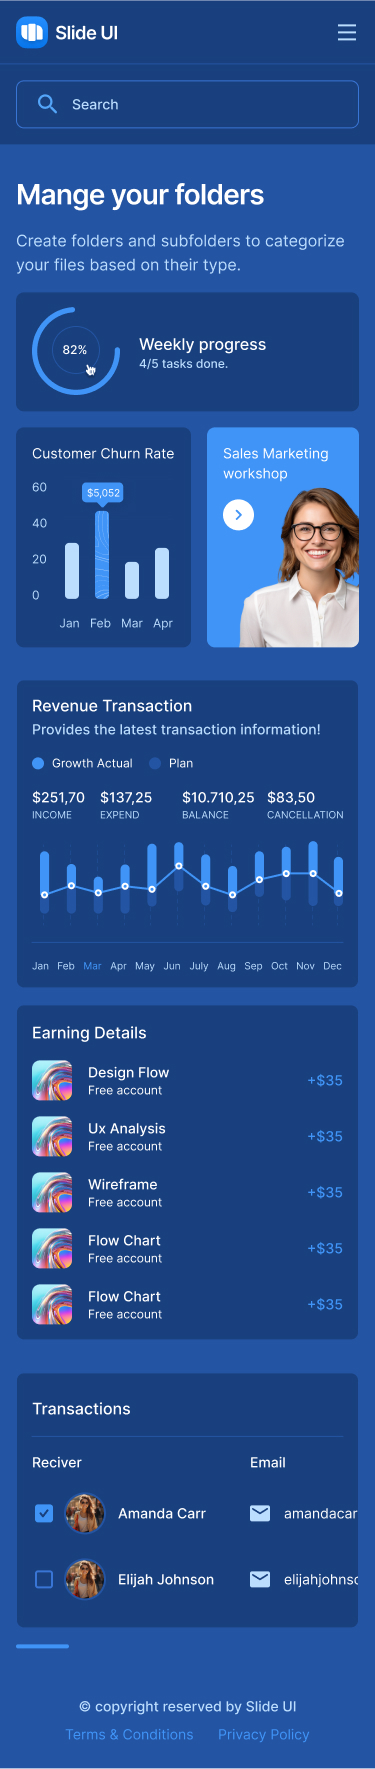 Slide UI
Search
Mange your folders
Create folders and subfolders to categorize
your files based on their type.
82%
Weekly progress
4/5 tasks done.
Customer Churn Rate
60
$5,052
40
20
0
Jan Feb Mar Apr
Sales Marketing
workshop
Revenue Transaction
Provides the latest transaction information!
Growth Actual Plan
$251,70 $137,25 $10.710,25 $83,50
INCOME EXPEND BALANCE CANCELLATION
Jan Feb Mar Apr May Jun July Aug Sep Oct Nov Dec
Earning Details
Design Flow
Free account
+$35
Ux Analysis
Free account
+$35
Wireframe
Free account
+$35
Flow Chart
Free account
+$35
Flow Chart
Free account
+$35
Transactions
Reciver Email
Amanda Carr amandacar
Elijah Johnson elijahjohnso
© copyright reserved by Slide UI
Terms & Conditions Privacy Policy